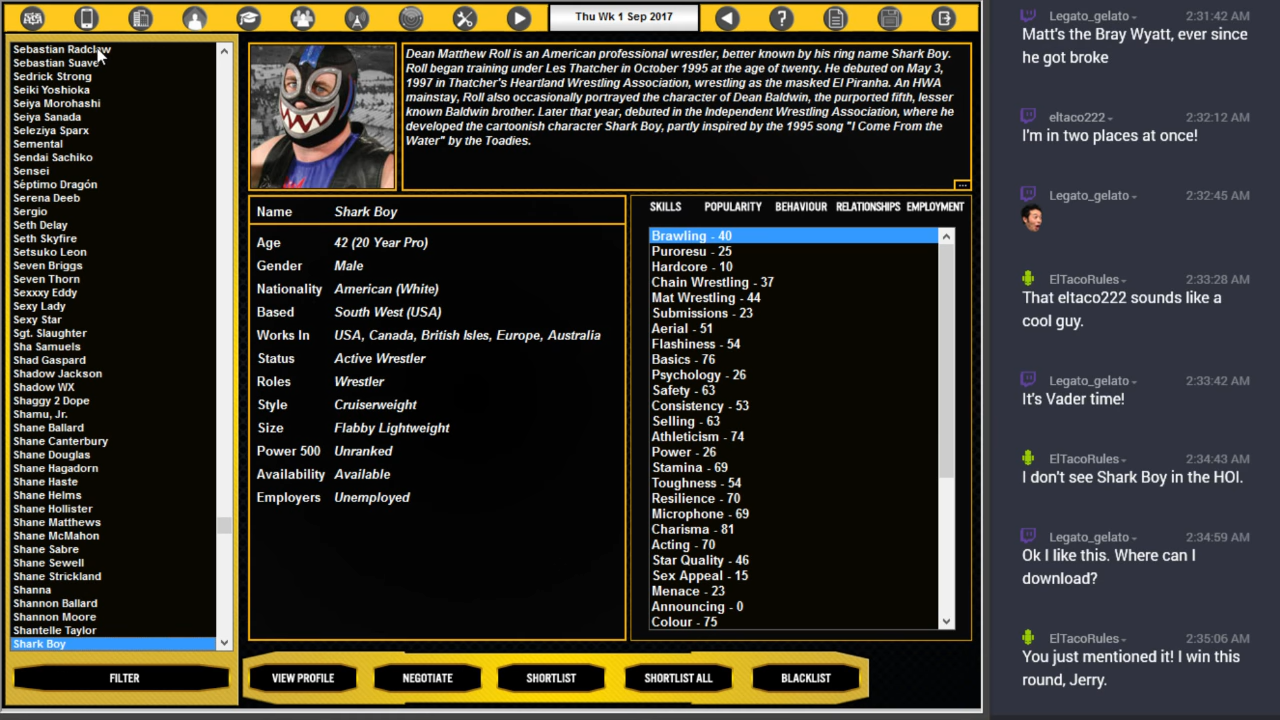 Thu Wk 1 Sep 2017
Sebastian Radclaw
Sebastian Suave
Sedrick Strong
Seiki Yoshioka
Seiya Morohashi
Seiya Sanada
Seleziya Sparx
Semental
Sendai Sachiko
Sensei
Séptimo Dragón
Serena Deeb
Sergio
Seth Delay
Seth Skyfire
Setsuko Leon
Seven Briggs
Seven Thorn
Sexxxy Eddy
Sexy Lady
Sexy Star
Sgt. Slaughter
Sha Samuels
Shad Gaspard
Shadow Jackson
Shadow WX
Shaggy 2 Dope
Shamu, Jr.
Shane Ballard
Shane Canterbury
Shane Douglas
Shane Hagadorn
Shane Haste
Shane Helms
Shane Hollister
Shane Matthews
Shane McMahon
Shane Sabre
Shane Sewell
Shane Strickland
Shanna
Shannon Ballard
Shannon Moore
Shantelle Taylor
Shark Boy
FILTER
Dean Matthew Roll is an American professional wrestler, better known by his ring name Shark Boy.
Roll began training under Les Thatcher in October 1995 at the age of twenty. He debuted on May 3,
1997 in Thatcher's Heartland Wrestling Association, wrestling as the masked El Piranha. An HWA
mainstay, Roll also occasionally portrayed the character of Dean Baldwin, the purported fifth, lesser
known Baldwin brother. Later that year, debuted in the Independent Wrestling Association, where he
developed the cartoonish character Shark Boy, partly inspired by the 1995 song "I Come From the
Water" by the Toadies.
...
Name Shark Boy
Age 42 (20 Year Pro)
Gender Male
Nationality American (White)
Based South West (USA)
Works In USA, Canada, British Isles, Europe, Australia
Status Active Wrestler
Roles Wrestler
Style Cruiserweight
Size Flabby Lightweight
Power 500 Unranked
Availability Available
Employers Unemployed
SKILLS POPULARITY BEHAVIOUR RELATIONSHIPS EMPLOYMENT
Brawling - 40
Puroresu - 25
Hardcore - 10
Chain Wrestling - 37
Mat Wrestling - 44
Submissions - 23
Aerial - 51
Flashiness - 54
Basics - 76
Psychology - 26
Safety - 63
Consistency - 53
Selling - 63
Athleticism - 74
Power - 26
Stamina - 69
Toughness - 54
Resilience - 70
Microphone - 69
Charisma - 81
Acting - 70
Star Quality - 46
Sex Appeal - 15
Menace - 23
Announcing - 0
Colour - 75
VIEW PROFILE NEGOTIATE SHORTLIST SHORTLIST ALL BLACKLIST
Legato_gelato 2:31:42 AM
Matt's the Bray Wyatt, ever since
he got broke
eltaco222 2:32:12 AM
I'm in two places at once!
Legato_gelato 2:32:45 AM
ElTacoRules 2:33:28 AM
That eltaco222 sounds like a
cool guy.
Legato_gelato 2:33:42 AM
It's Vader time!
ElTacoRules 2:34:43 AM
I don't see Shark Boy in the HOI.
Legato_gelato 2:34:59 AM
Ok I like this. Where can I
download?
ElTacoRules 2:35:06 AM
You just mentioned it! I win this
round, Jerry.